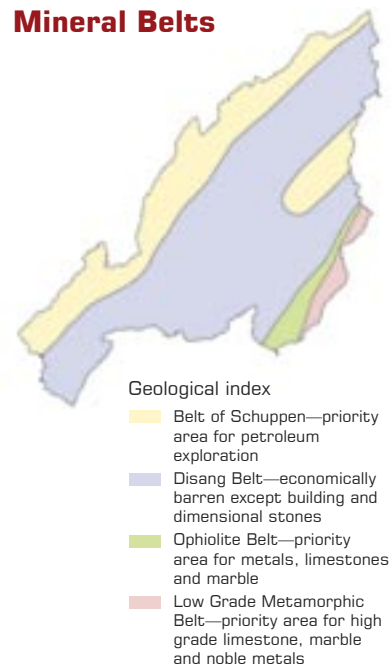 Mineral Belts
Geological index
Belt of Schuppen—priority
area for petroleum
exploration
Disang Belt—economically
barren except building and
dimensional stones
Ophiolite Belt—priority
area for metals, limestones
and marble
Low Grade Metamorphic
Belt—priority area for high
grade limestone, marble
and noble metals